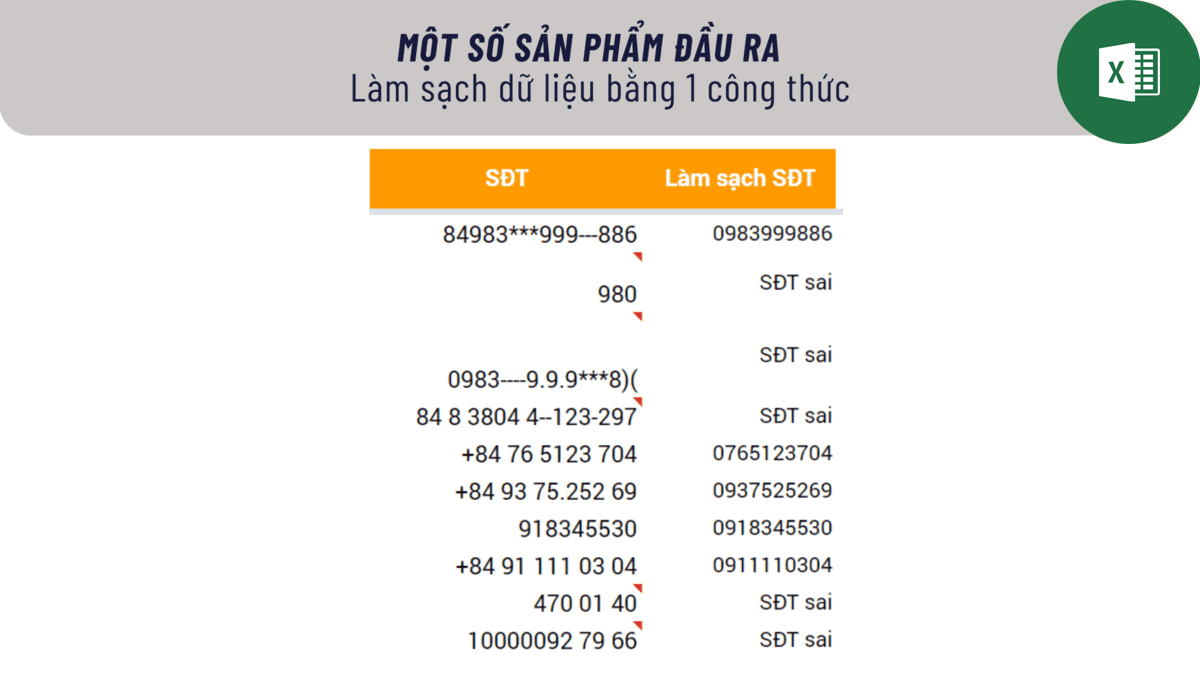 MỘT SỐ SẢN PHẨM ĐẦU RA
Làm sạch dữ liệu bằng 1 công thức
X
SĐT Làm sạch SĐT
84983***999---886 0983999886
980 SĐT sai
0983----9.9.9***8)( SĐT sai
84 8 3804 4--123-297 SĐT sai
+84 76 5123 704 0765123704
+84 93 75.252 69 0937525269
918345530 0918345530
+84 91 111 03 04 0911110304
470 01 40 SĐT sai
10000092 79 66 SĐT sai